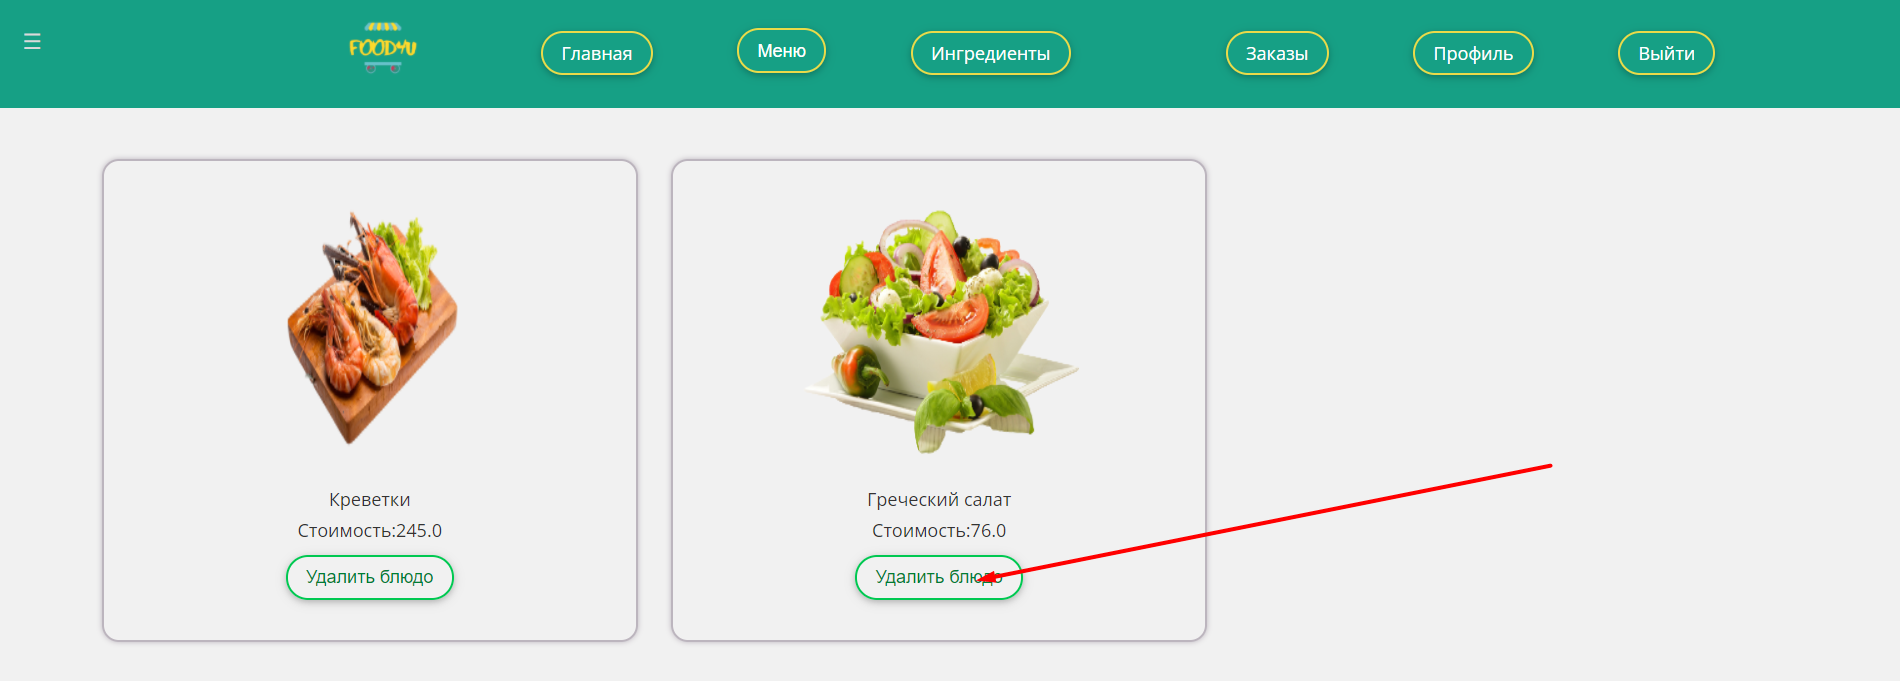 ☰
FOOD4U
Главная
Меню
Ингредиенты
Заказы
Профиль
Выйти
Креветки
Стоимость:245.0
Удалить блюдо
Греческий салат
Стоимость:76.0
Удалить блюдо